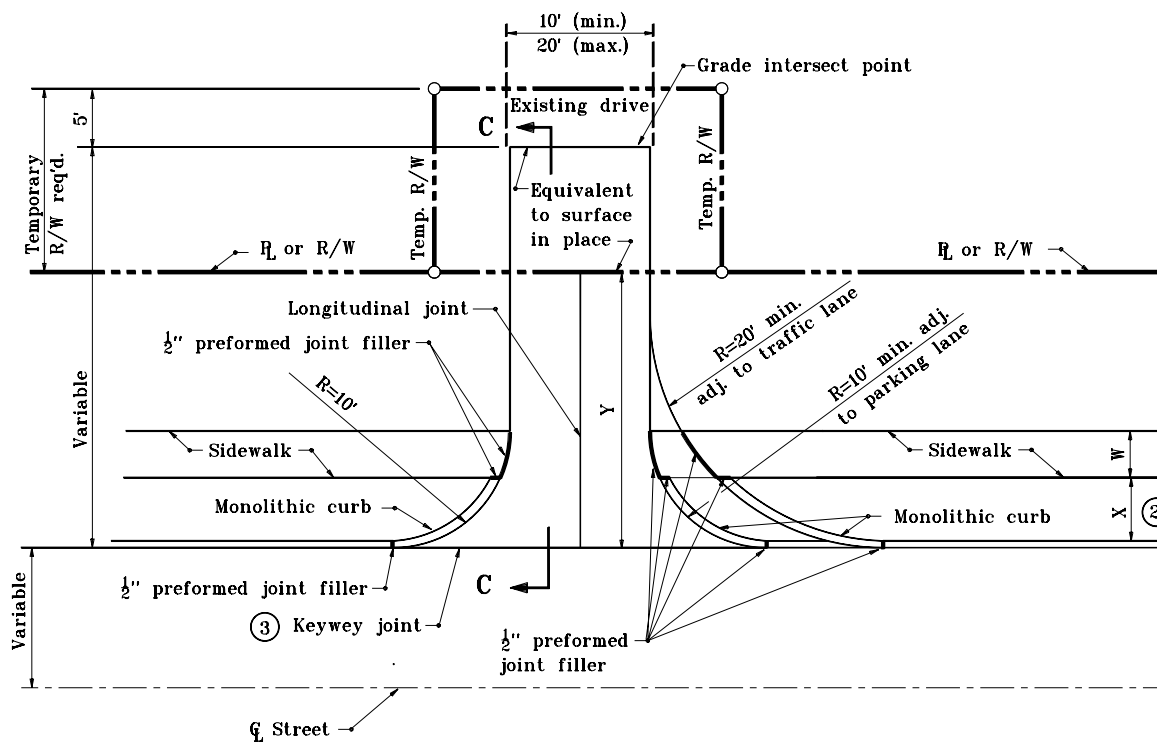 10' (min.)
20' (max.)
Grade intersect point
Existing drive
5'
C
Temporary
R/W req'd.
Temp. R/W
Temp. R/W
Equivalent
to surface
in place
PL or R/W
PL or R/W
Longitudinal joint
½" preformed joint filler
R=20' min.
adj. to traffic lane
R=10' min. adj.
to parking lane
R=10'
Variable
Y
Sidewalk
Sidewalk
W
Monolithic curb
Monolithic curb
X
2
½" preformed joint filler
C
3 Keywey joint
½" preformed
joint filler
Variable
CL Street